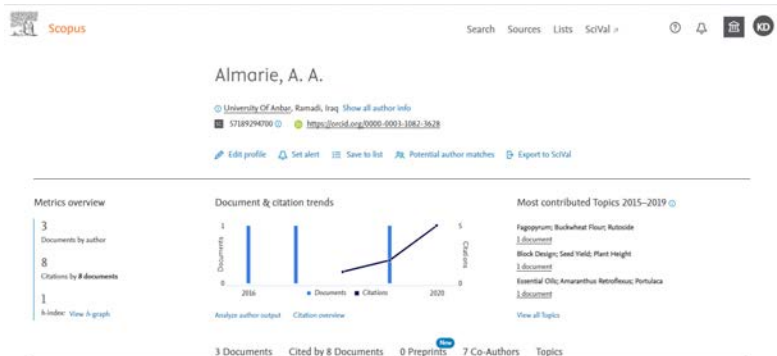 Scopus
Search Sources Lists SciVal
KD
Almarie, A. A.
University Of Anbar, Ramadi, Iraq Show all author info
57189294700 https://orcid.org/0000-0003-1082-3628
Edit profile Set alert Save to list Potential author matches Export to SciVal
Metrics overview
3
Documents by author
8
Citations by 8 documents
1
h-index: View h-graph
Document & citation trends
1
5
Documents
Citations
0
0
2016
2020
Documents Citations
Analyze author output Citation overview
Most contributed Topics 2015–2019
Fagopyrum; Buckwheat Flour; Rutoside
1 document
Block Design; Seed Yield; Plant Height
1 document
Essential Oils; Amaranthus Retroflexus; Portulaca
1 document
View all Topics
New
3 Documents Cited by 8 Documents 0 Preprints 7 Co-Authors Topics